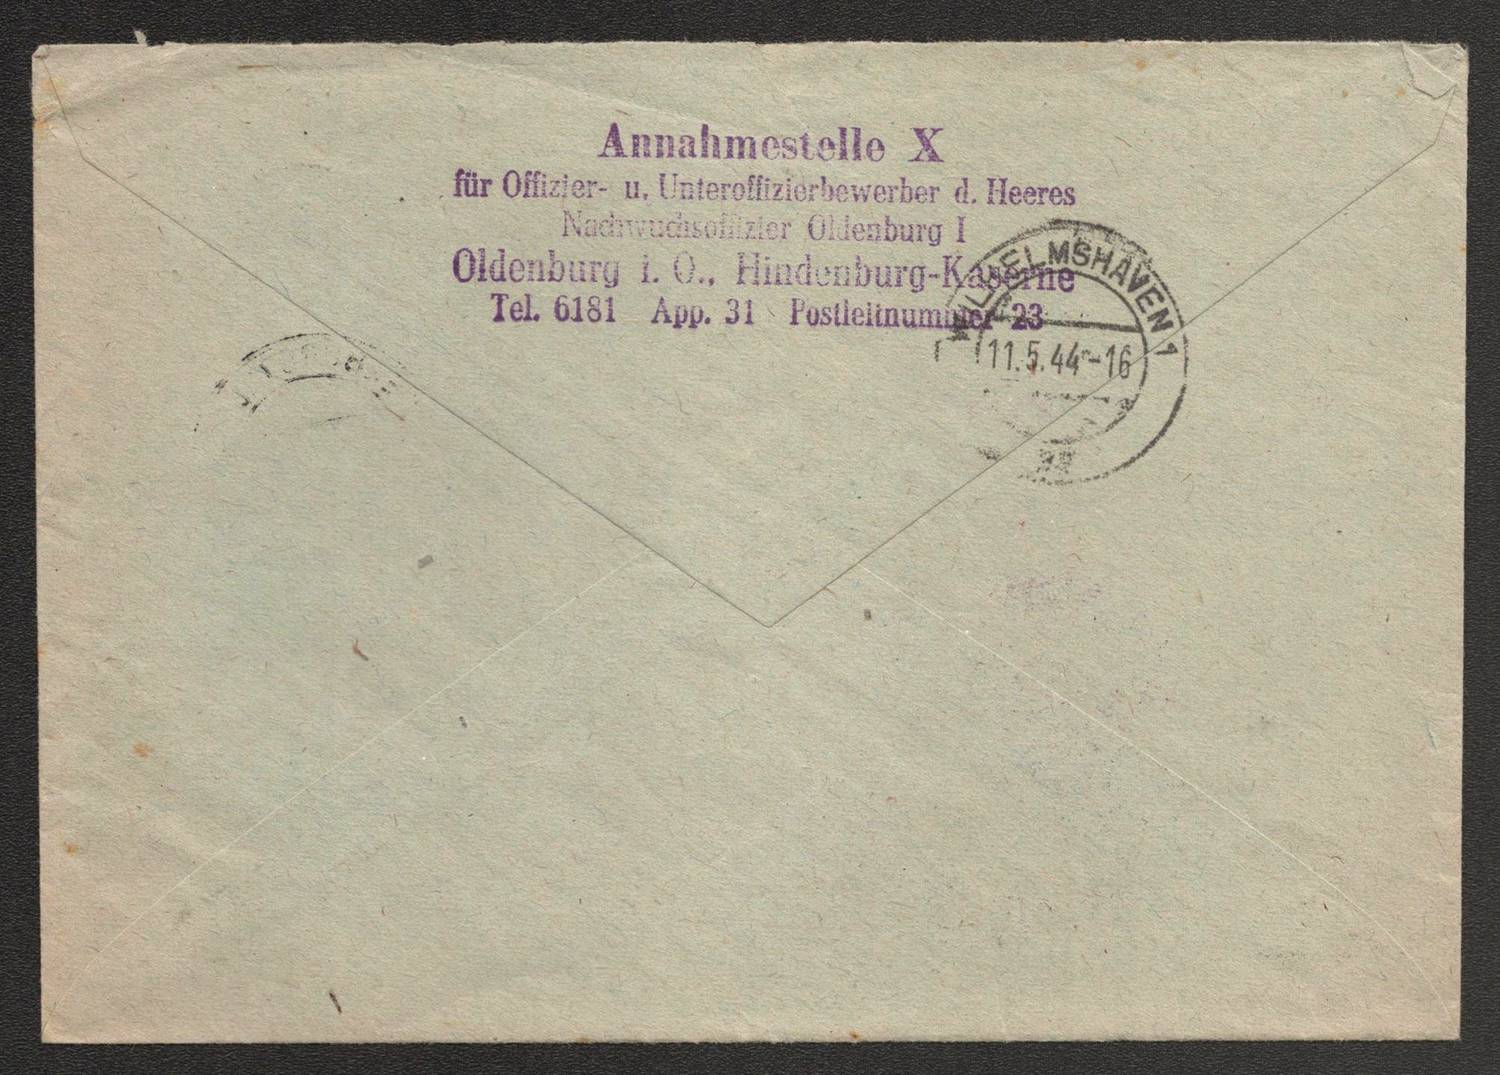 Annahmestelle X
für Offizier- u. Unteroffizierbewerber d. Heeres
Nachwuchsoffizier Oldenburg I
Oldenburg i. O., Hindenburg-Kaserne
Tel. 6181 App. 31 Postleitnummer 23
WILHELMSHAVEN 1
11.5.44-16